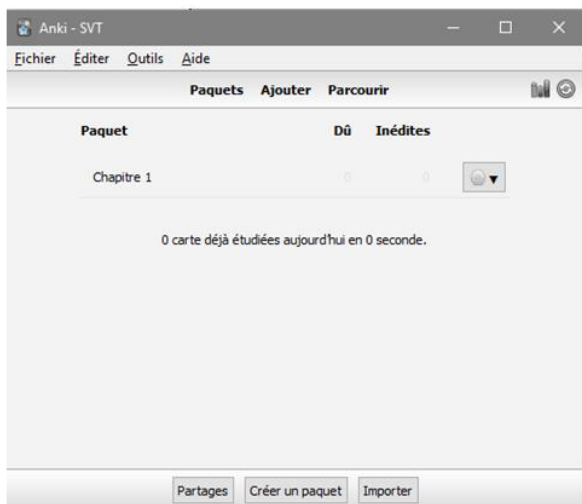 Anki - SVT
Fichier Éditer Outils Aide
Paquets Ajouter Parcourir
Paquet Dû Inédites
Chapitre 1 0 0
0 carte déjà étudiées aujourd'hui en 0 seconde.
Partages Créer un paquet Importer